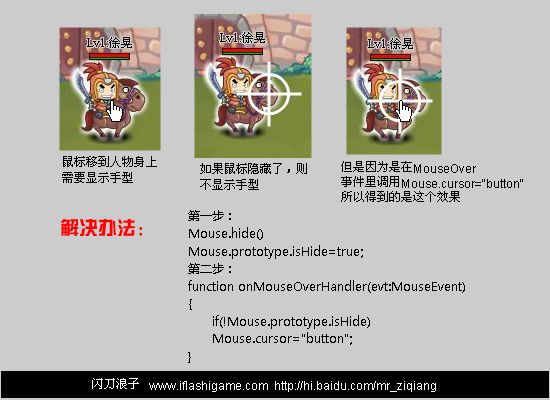 Lv1:徐晃
Lv1:徐晃
Lv1:徐晃
鼠标移到人物身上
需要显示手型
如果鼠标隐藏了，则
不显示手型
但是因为是在MouseOver
事件里调用Mouse.cursor="button"
所以得到的是这个效果
解决办法：
第一步：
Mouse.hide()
Mouse.prototype.isHide=true;
第二步：
function onMouseOverHandler(evt:MouseEvent)
{
if(!Mouse.prototype.isHide)
Mouse.cursor="button";
}
闪刀浪子 www.iflashigame.com http://hi.baidu.com/mr_ziqiang